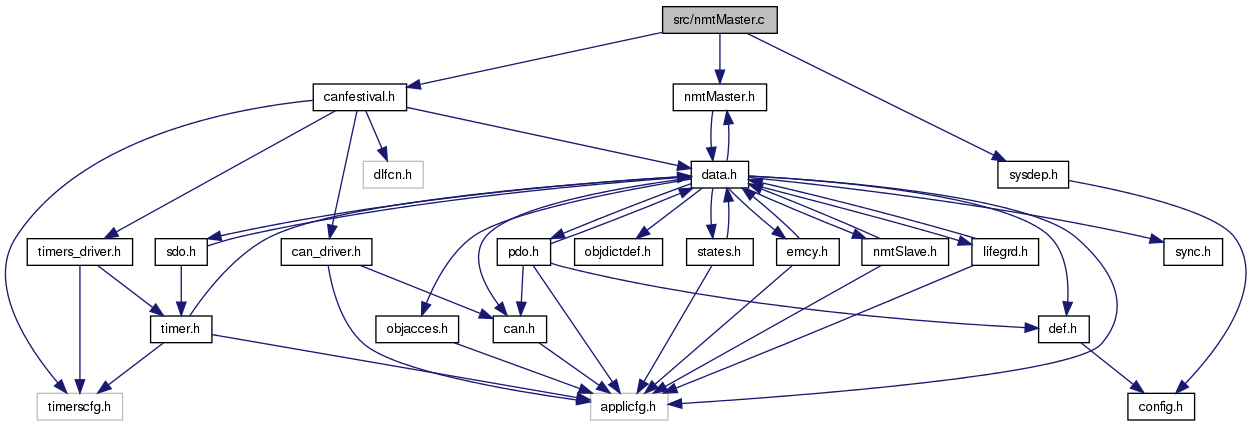 src/nmtMaster.c
canfestival.h
nmtMaster.h
dlfcn.h
data.h
sysdep.h
timers_driver.h
sdo.h
can_driver.h
pdo.h
objdictdef.h
states.h
emcy.h
nmtSlave.h
lifegrd.h
sync.h
timer.h
objacces.h
can.h
def.h
timerscfg.h
applicfg.h
config.h